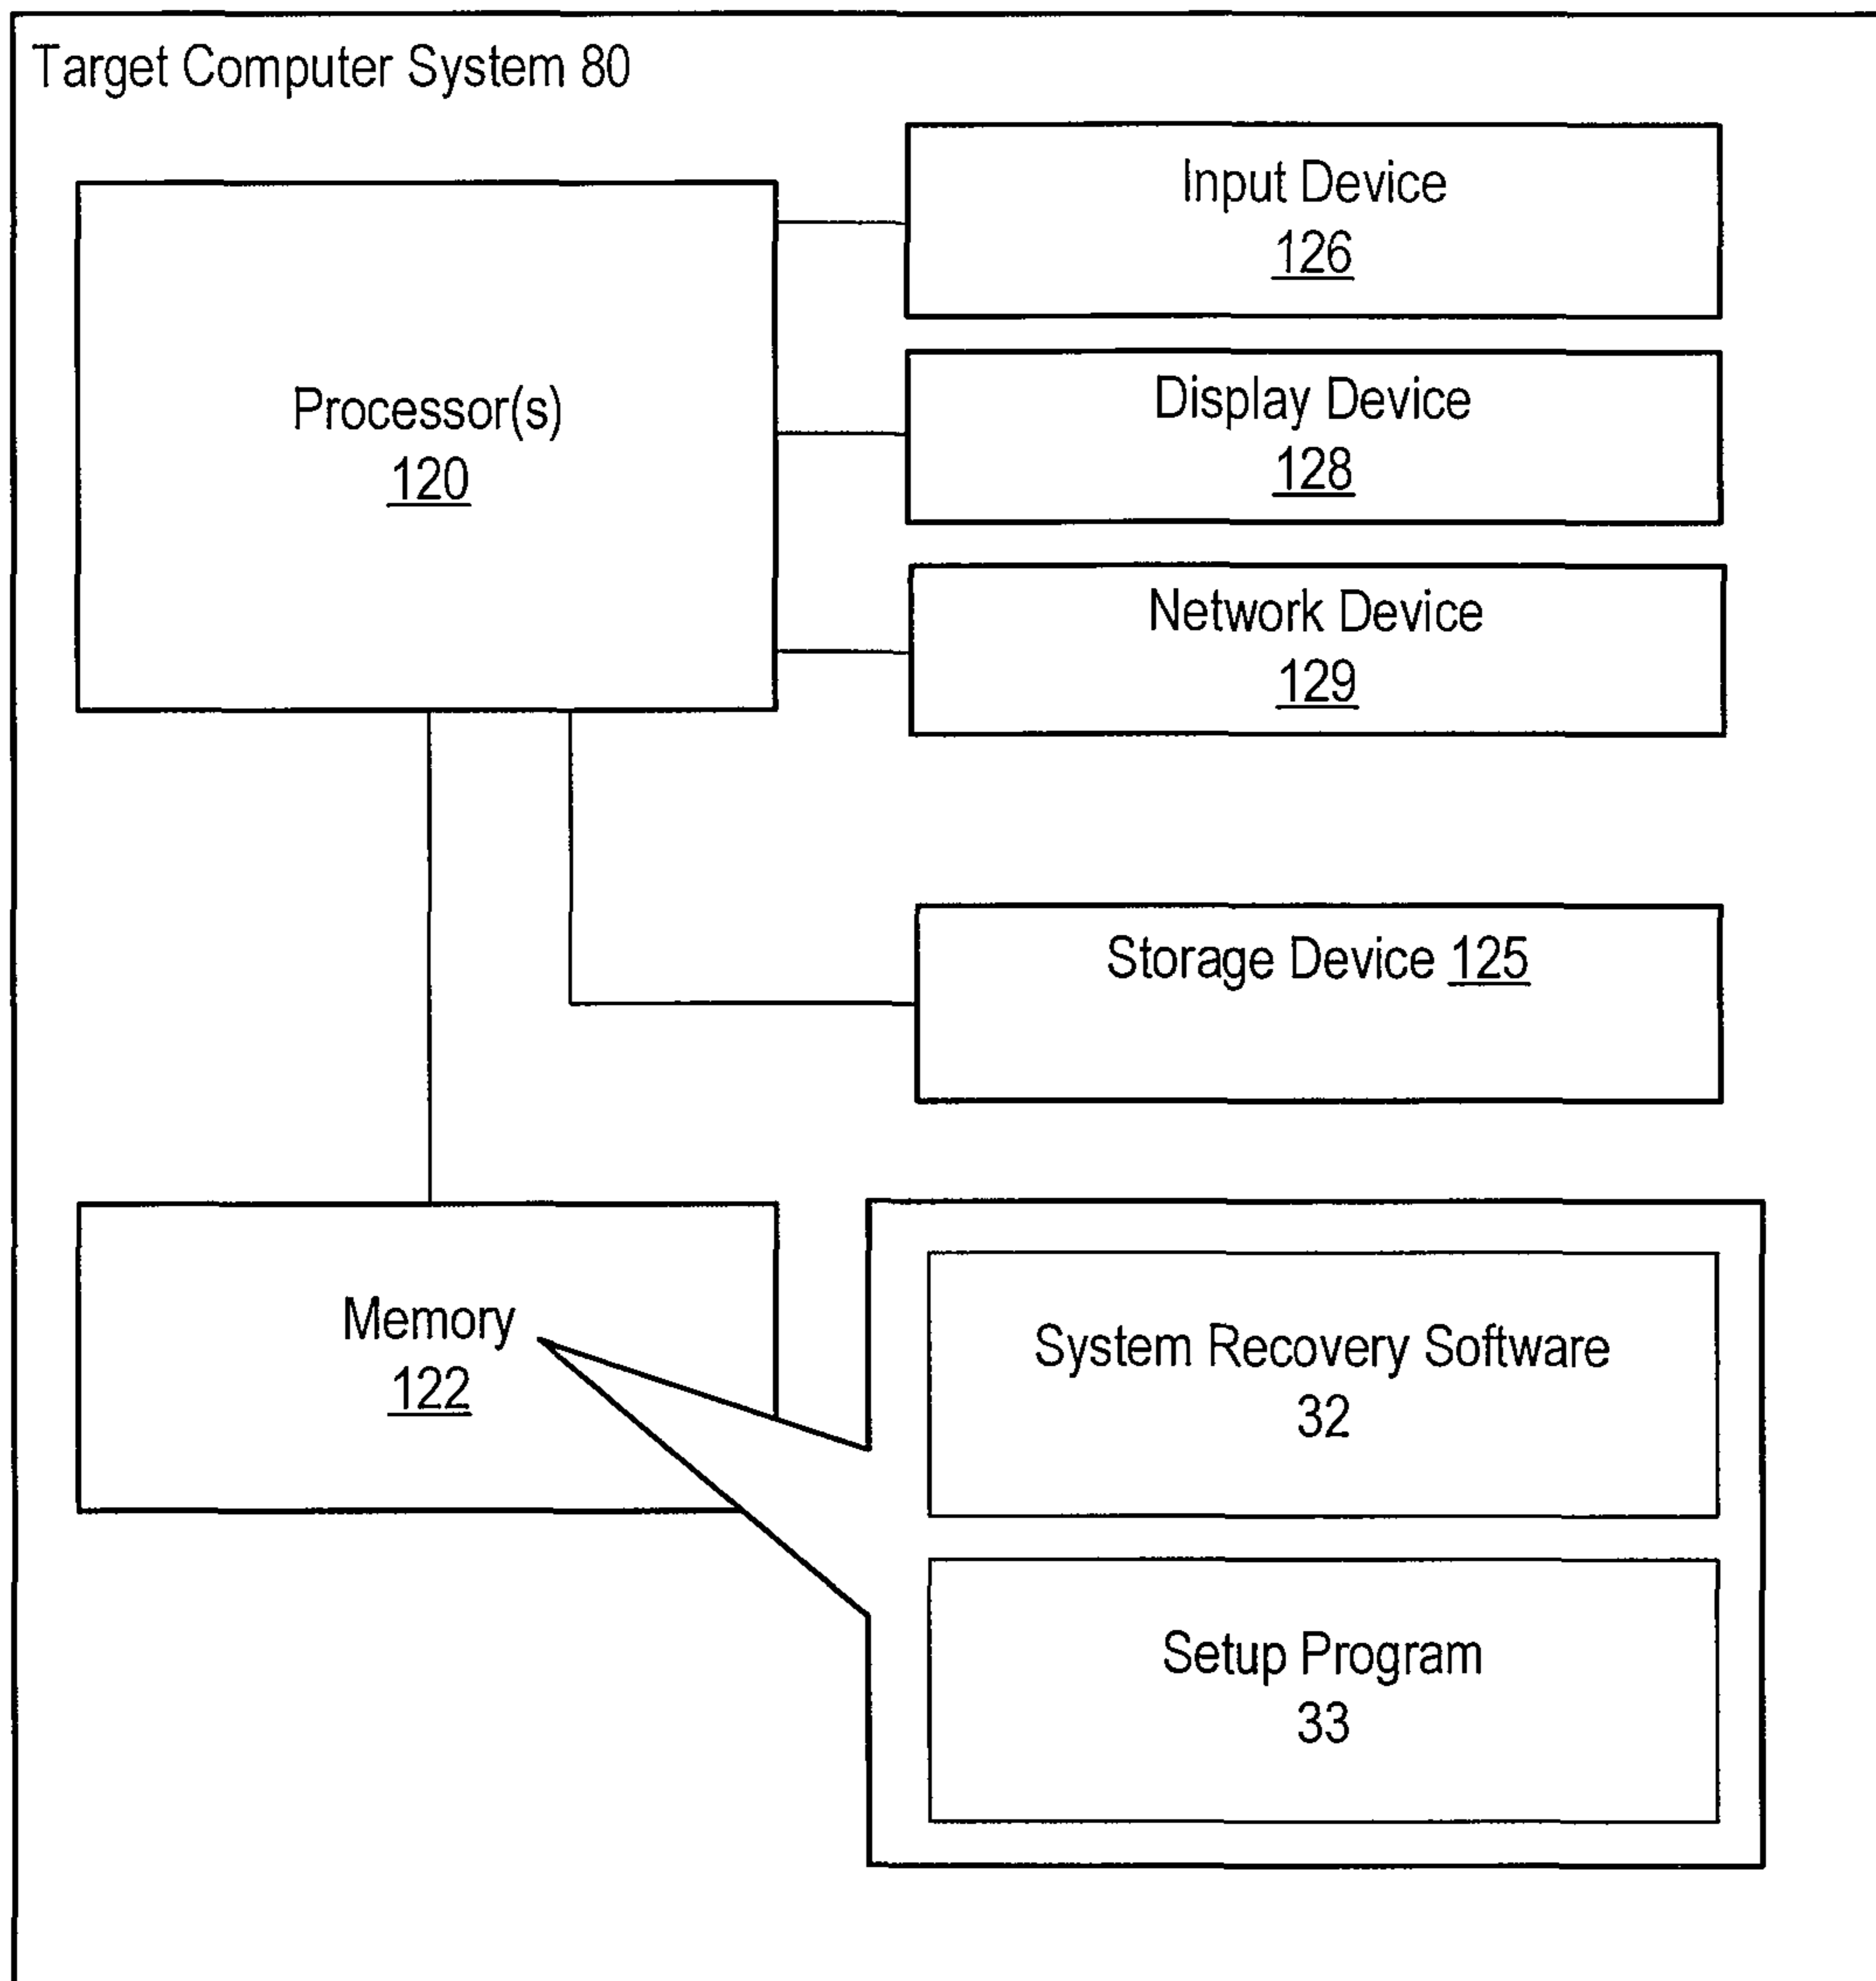 Target Computer System 80
Input Device
126
Processor(s)
120
Display Device
128
Network Device
129
Storage Device 125
Memory
122
System Recovery Software
32
Setup Program
33